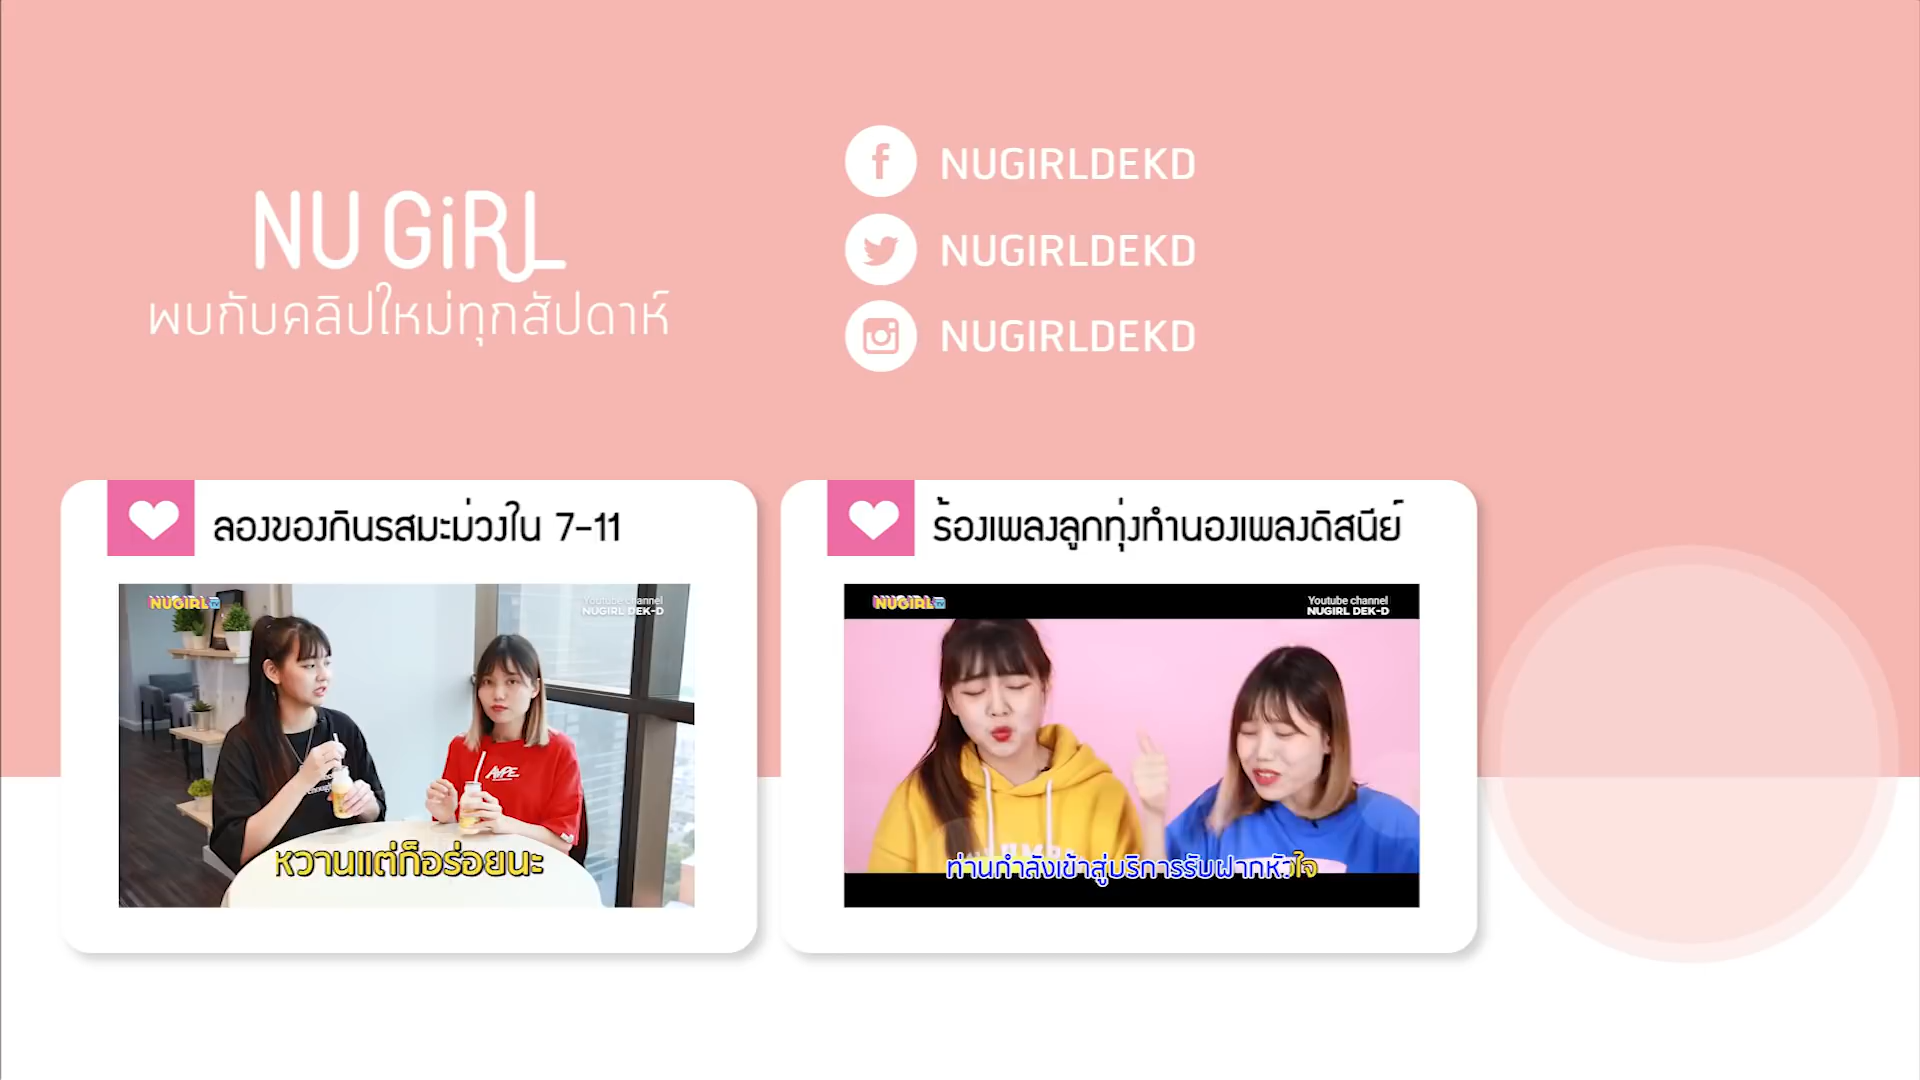 NU GiRL
พบกับคลิปใหม่ทุกสัปดาห์
NUGIRLDEKD
NUGIRLDEKD
NUGIRLDEKD
ลองของกินรสมะม่วงใน 7-11
NUGIRL TV
Youtube channel
NUGIRL DEK-D
AAPE
หวานแต่ก็อร่อยนะ
ร้องเพลงลูกทุ่งทำนองเพลงดิสนีย์
NUGIRL TV
Youtube channel
NUGIRL DEK-D
ท่านกำลังเข้าสู่บริการรับฝากหัวใจ